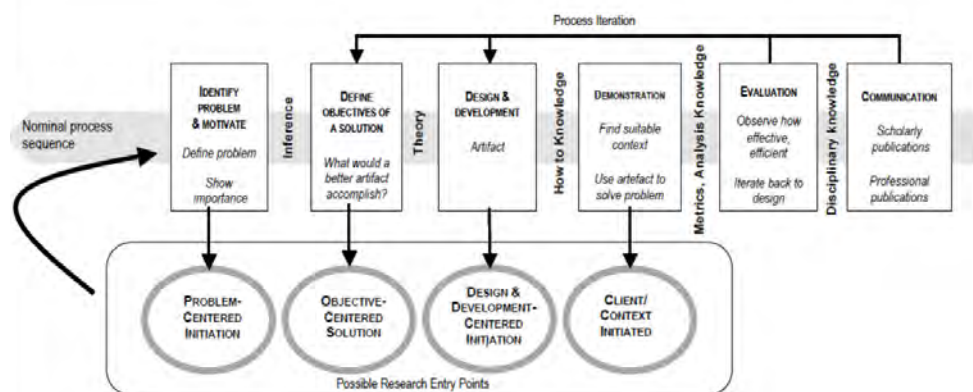 Process Iteration
Nominal process
sequence
IDENTIFY
PROBLEM
& MOTIVATE
Define problem
Show
importance
Inference
DEFINE
OBJECTIVES OF
A SOLUTION
What would a
better artifact
accomplish?
Theory
DESIGN &
DEVELOPMENT
Artifact
How to Knowledge
DEMONSTRATION
Find suitable
context
Use artefact to
solve problem
Metrics, Analysis Knowledge
EVALUATION
Observe how
effective,
efficient
Iterate back to
design
Disciplinary knowledge
COMMUNICATION
Scholarly
publications
Professional
publications
PROBLEM-
CENTERED
INITIATION
OBJECTIVE-
CENTERED
SOLUTION
DESIGN &
DEVELOPMENT-
CENTERED
INITIATION
CLIENT/
CONTEXT
INITIATED
Possible Research Entry Points